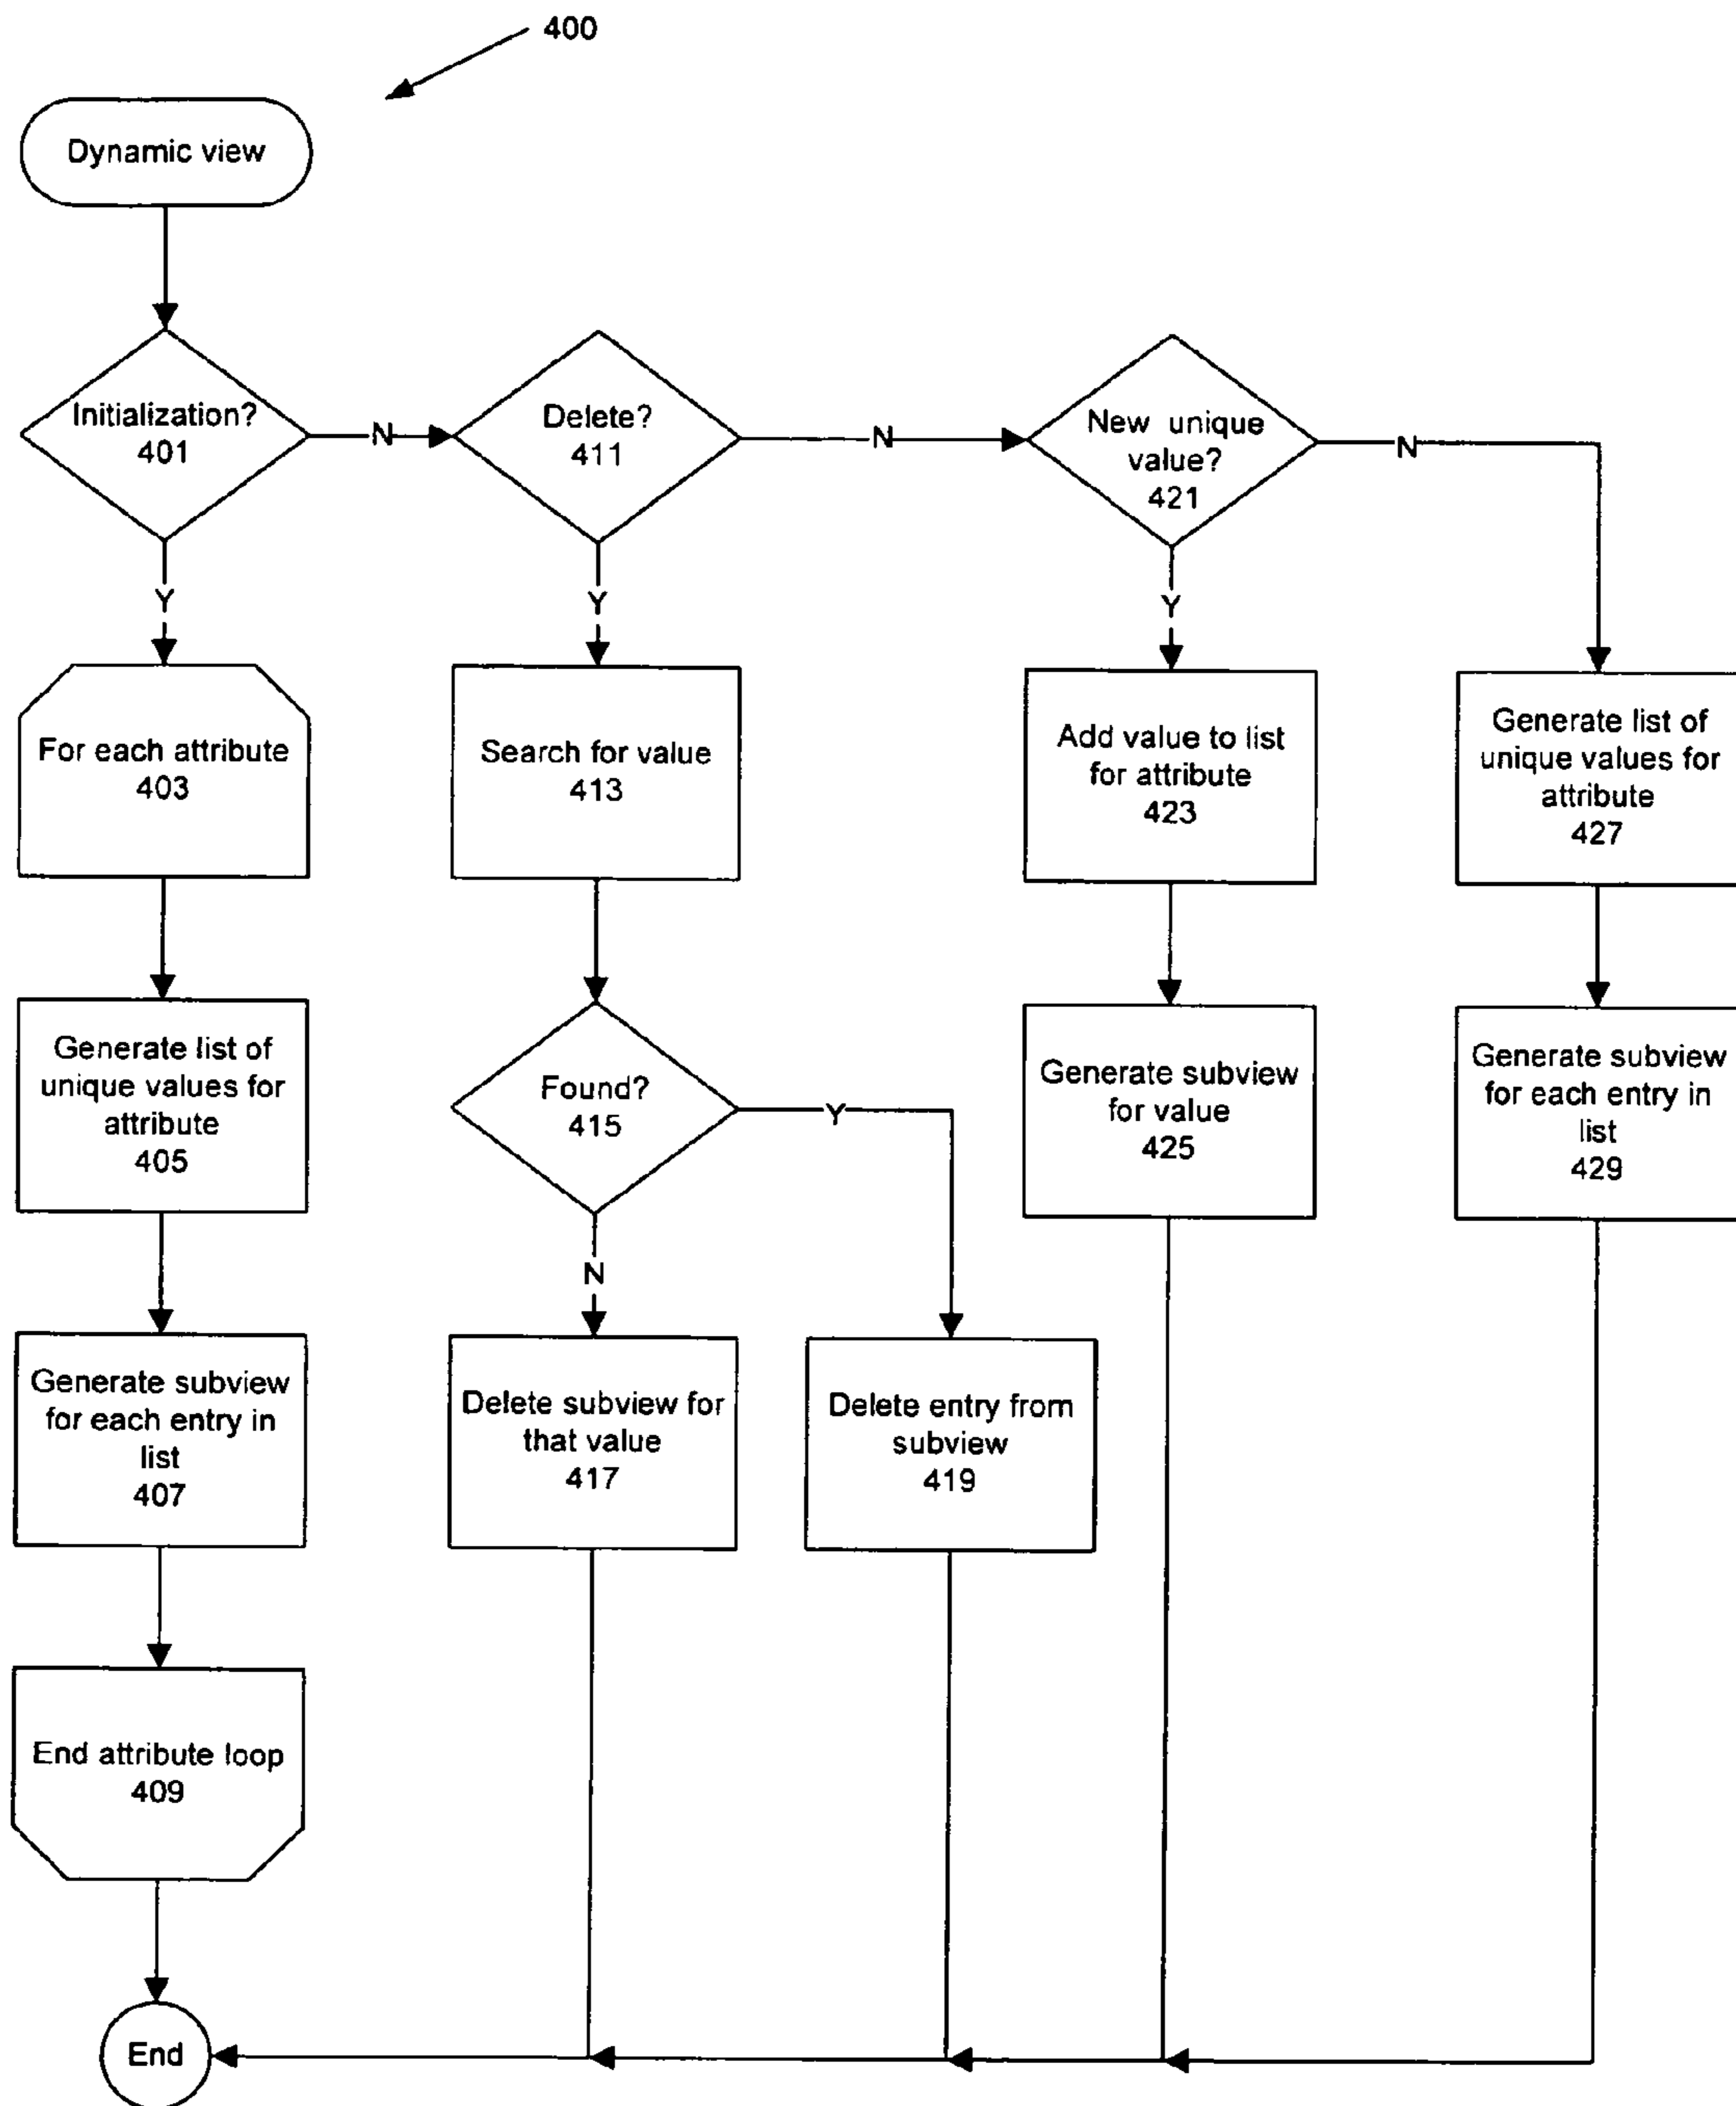 400
Dynamic view
Initialization?
401
N
Delete?
411
N
New unique
value?
421
N
Y
Y
Y
For each attribute
403
Search for value
413
Add value to list
for attribute
423
Generate list of
unique values for
attribute
427
Generate list of
unique values for
attribute
405
Found?
415
Y
Generate subview
for value
425
Generate subview
for each entry in
list
429
N
Generate subview
for each entry in
list
407
Delete subview for
that value
417
Delete entry from
subview
419
End attribute loop
409
End